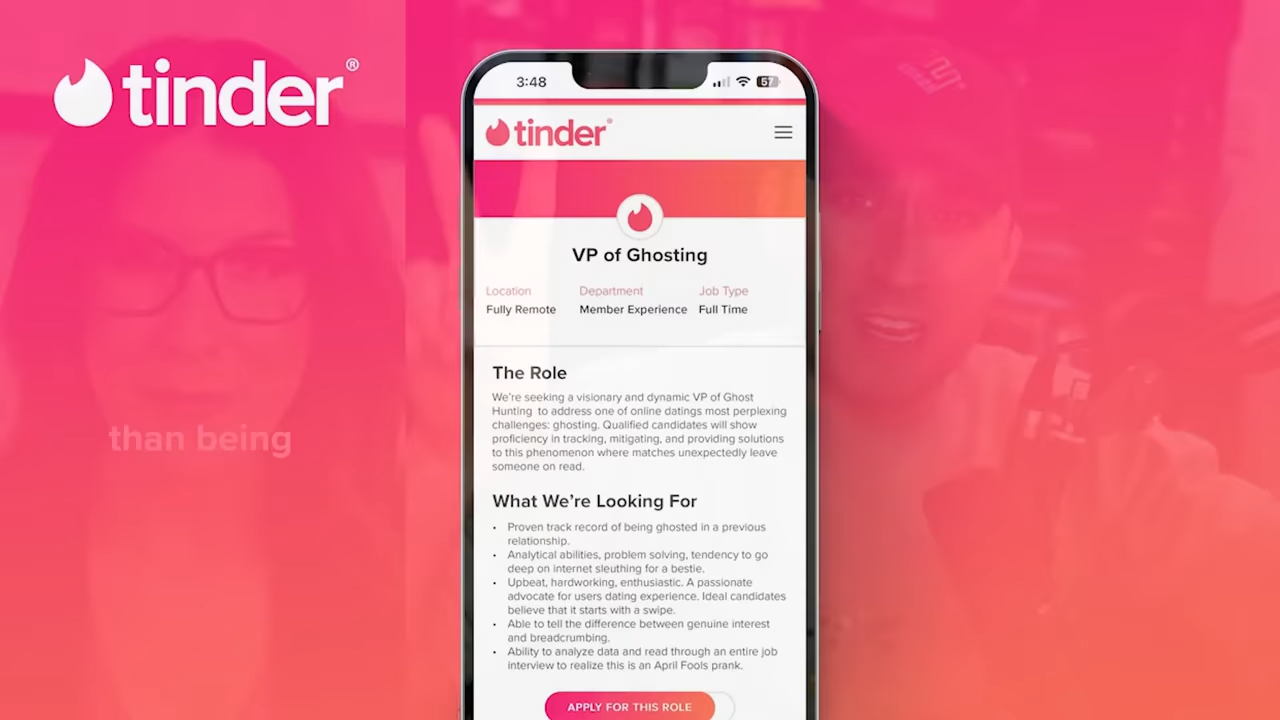 tinder®
than being
3:48
57
tinder®
VP of Ghosting
Location
Department
Job Type
Fully Remote
Member Experience
Full Time
The Role
We're seeking a visionary and dynamic VP of Ghost
Hunting to address one of online datings most perplexing
challenges: ghosting. Qualified candidates will show
proficiency in tracking, mitigating, and providing solutions
to this phenomenon where matches unexpectedly leave
someone on read.
What We're Looking For
• Proven track record of being ghosted in a previous
relationship.
• Analytical abilities, problem solving, tendency to go
deep on internet sleuthing for a bestie.
• Upbeat, hardworking, enthusiastic. A passionate
advocate for users dating experience. Ideal candidates
believe that it starts with a swipe.
• Able to tell the difference between genuine interest
and breadcrumbing.
• Ability to analyze data and read through an entire job
interview to realize this is an April Fools prank.
APPLY FOR THIS ROLE